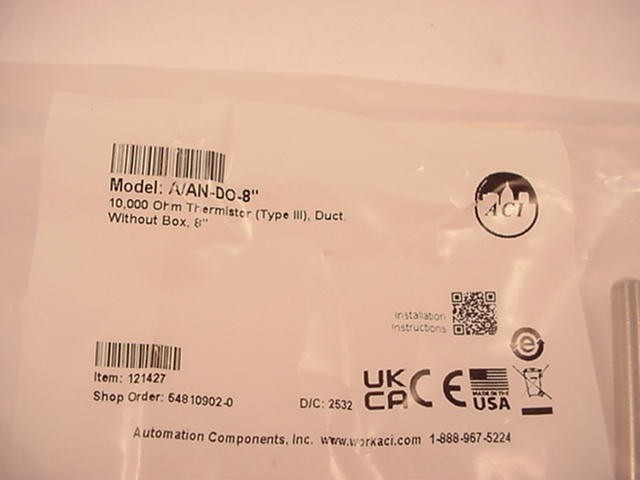 Model: A/AN-DO-8"
10,000 Ohm Thermistor (Type III), Duct,
Without Box, 8"
ACI
Installation
Instructions
e
Item: 121427
Shop Order: 54810902-0
D/C: 2532
UK
CA CE
MADE IN THE
USA
Automation Components, Inc. www.workaci.com 1-888-967-5224